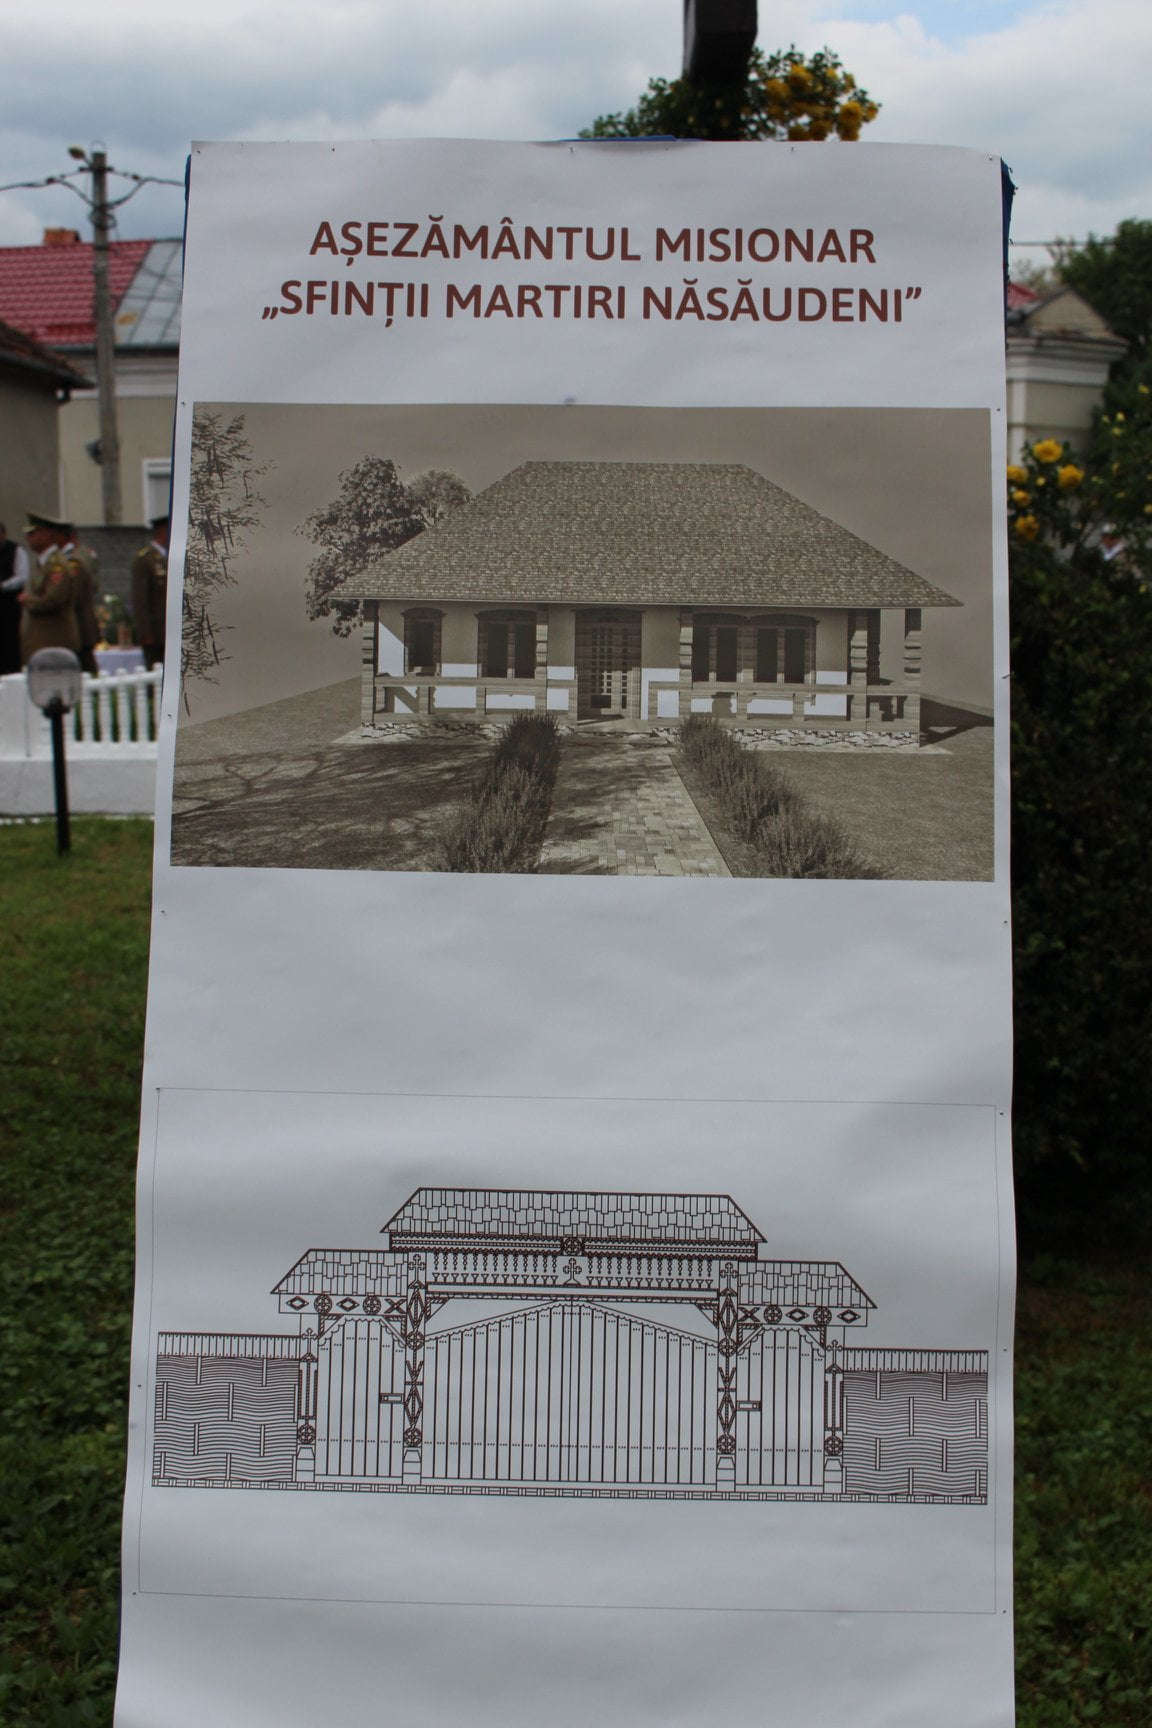 AȘEZĂMÂNTUL MISIONAR
„SFINȚII MARTIRI NĂSĂUDENI”